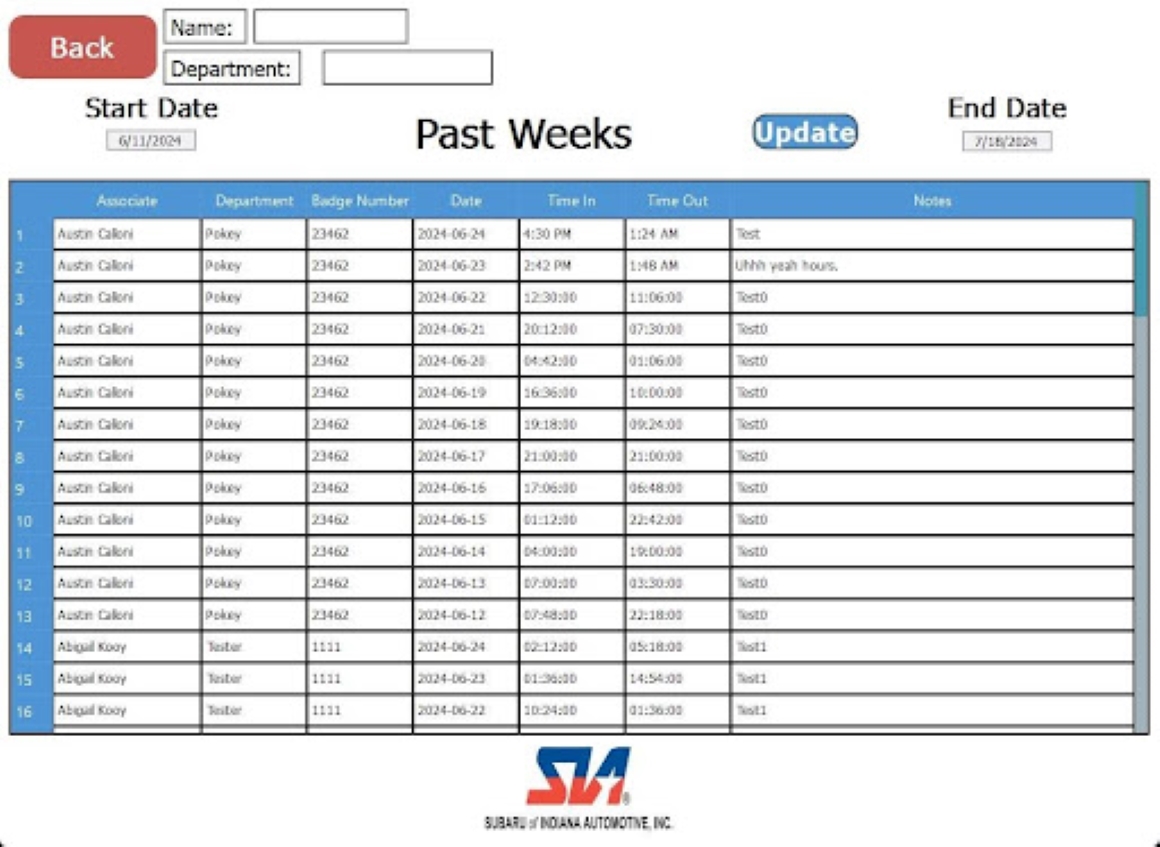 Back
Name:
Department:
Start Date
6/11/2024
Past Weeks
Update
End Date
7/18/2024
Associate Department Badge Number Date Time In Time Out Notes
1 Austin Calloni Pokey 23462 2024-06-24 4:30 PM 1:24 AM Test
2 Austin Calloni Pokey 23462 2024-06-23 2:42 PM 1:48 AM Uhhh yeah hours.
3 Austin Calloni Pokey 23462 2024-06-22 12:30:00 11:06:00 Test0
4 Austin Calloni Pokey 23462 2024-06-21 20:12:00 07:30:00 Test0
5 Austin Calloni Pokey 23462 2024-06-20 04:42:00 01:06:00 Test0
6 Austin Calloni Pokey 23462 2024-06-19 16:36:00 10:00:00 Test0
7 Austin Calloni Pokey 23462 2024-06-18 19:18:00 09:24:00 Test0
8 Austin Calloni Pokey 23462 2024-06-17 21:00:00 21:00:00 Test0
9 Austin Calloni Pokey 23462 2024-06-16 17:06:00 06:48:00 Test0
10 Austin Calloni Pokey 23462 2024-06-15 01:12:00 22:42:00 Test0
11 Austin Calloni Pokey 23462 2024-06-14 04:00:00 19:00:00 Test0
12 Austin Calloni Pokey 23462 2024-06-13 07:00:00 03:30:00 Test0
13 Austin Calloni Pokey 23462 2024-06-12 07:48:00 22:18:00 Test0
14 Abigail Kooy Tester 1111 2024-06-24 02:12:00 05:18:00 Test1
15 Abigail Kooy Tester 1111 2024-06-23 01:36:00 14:54:00 Test1
16 Abigail Kooy Tester 1111 2024-06-22 10:24:00 01:36:00 Test1
SIA®
SUBARU of INDIANA AUTOMOTIVE, INC.